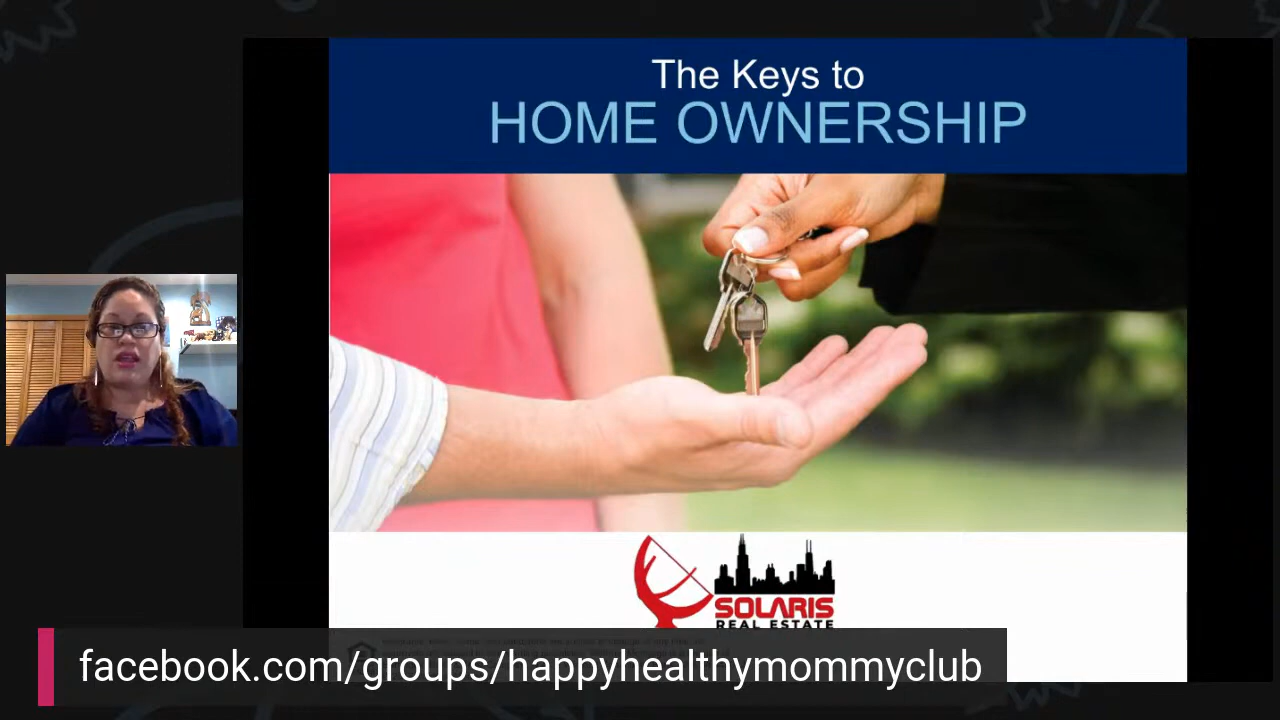 The Keys to
HOME OWNERSHIP
SOLARIS
REAL ESTATE
facebook.com/groups/happyhealthymommyclub